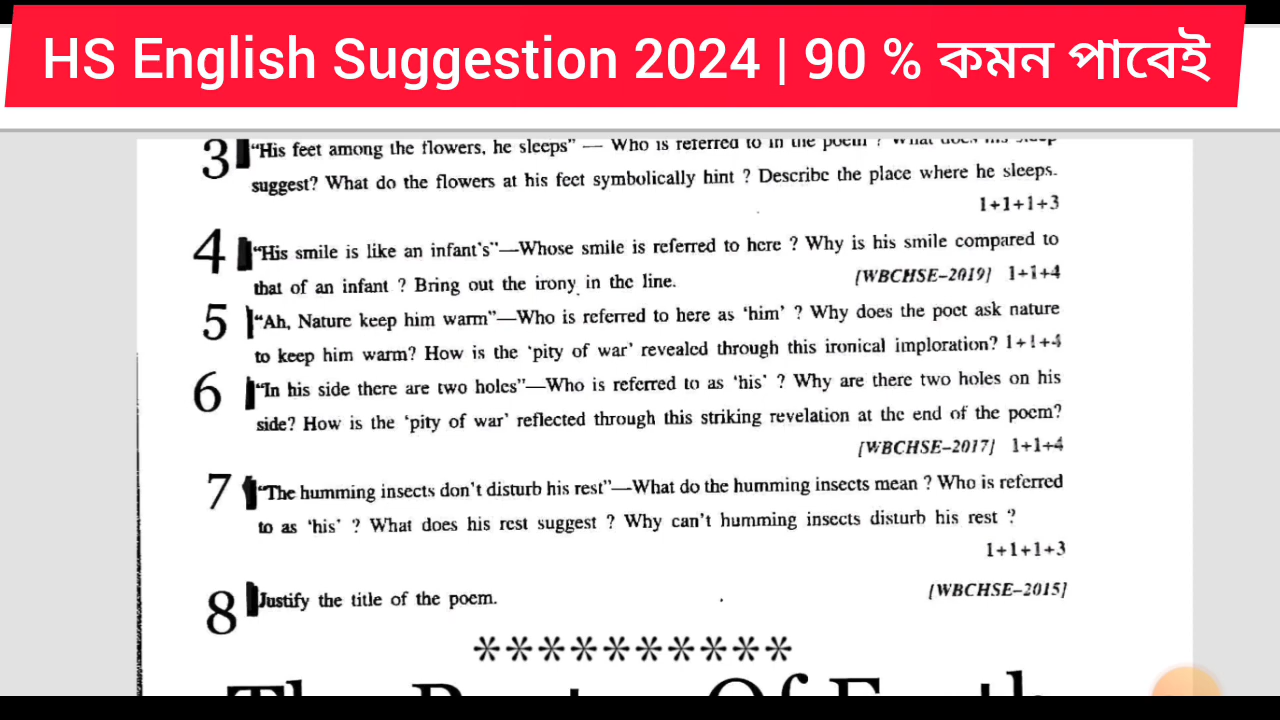 HS English Suggestion 2024 | 90 % কমন পাবেই
3 "His feet among the flowers, he sleeps" — Who is referred to in the poem ? What does his sleep
suggest? What do the flowers at his feet symbolically hint ? Describe the place where he sleeps.
1+1+1+3
4 "His smile is like an infant's"—Whose smile is referred to here ? Why is his smile compared to
that of an infant ? Bring out the irony in the line. [WBCHSE–2019] 1+1+4
5 "Ah, Nature keep him warm"—Who is referred to here as 'him' ? Why does the poet ask nature
to keep him warm? How is the 'pity of war' revealed through this ironical imploration? 1+1+4
6 "In his side there are two holes"—Who is referred to as 'his' ? Why are there two holes on his
side? How is the 'pity of war' reflected through this striking revelation at the end of the poem?
[WBCHSE–2017] 1+1+4
7 "The humming insects don't disturb his rest"—What do the humming insects mean ? Who is referred
to as 'his' ? What does his rest suggest ? Why can't humming insects disturb his rest ?
1+1+1+3
8 Justify the title of the poem. [WBCHSE–2015]
**********